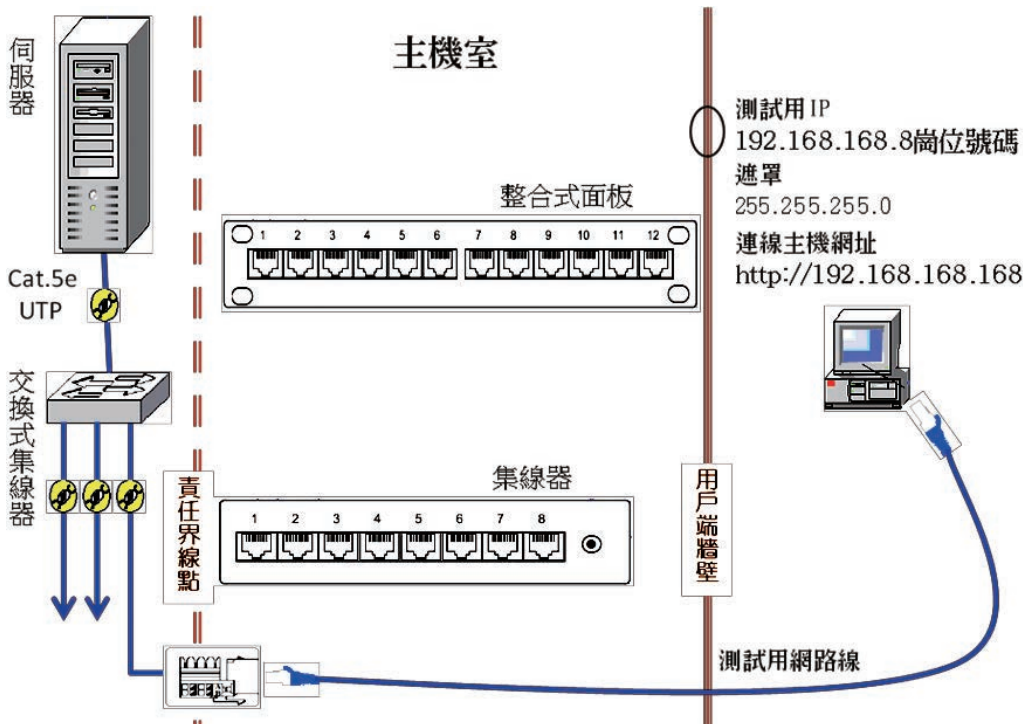 主機室
伺服器
測試用IP
192.168.168.8崗位號碼
遮罩
255.255.255.0
連線主機網址
http://192.168.168.168
整合式面板
1 2 3 4 5 6 7 8 9 10 11 12
Cat.5e
UTP
交換式集線器
責任界線點
集線器
1 2 3 4 5 6 7 8
用戶端牆壁
測試用網路線